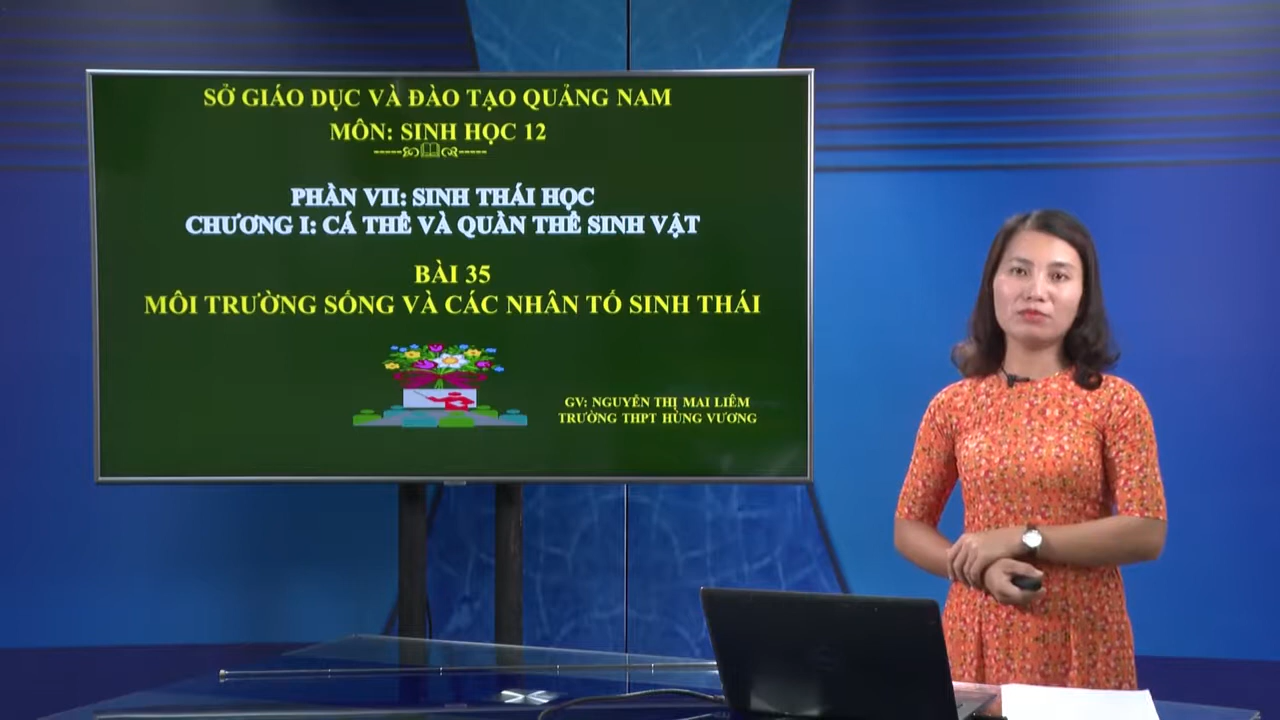 SỞ GIÁO DỤC VÀ ĐÀO TẠO QUẢNG NAM
MÔN: SINH HỌC 12
PHẦN VII: SINH THÁI HỌC
CHƯƠNG I: CÁ THỂ VÀ QUẦN THỂ SINH VẬT
BÀI 35
MÔI TRƯỜNG SỐNG VÀ CÁC NHÂN TỐ SINH THÁI
GV: NGUYỄN THỊ MAI LIÊM
TRƯỜNG THPT HÙNG VƯƠNG